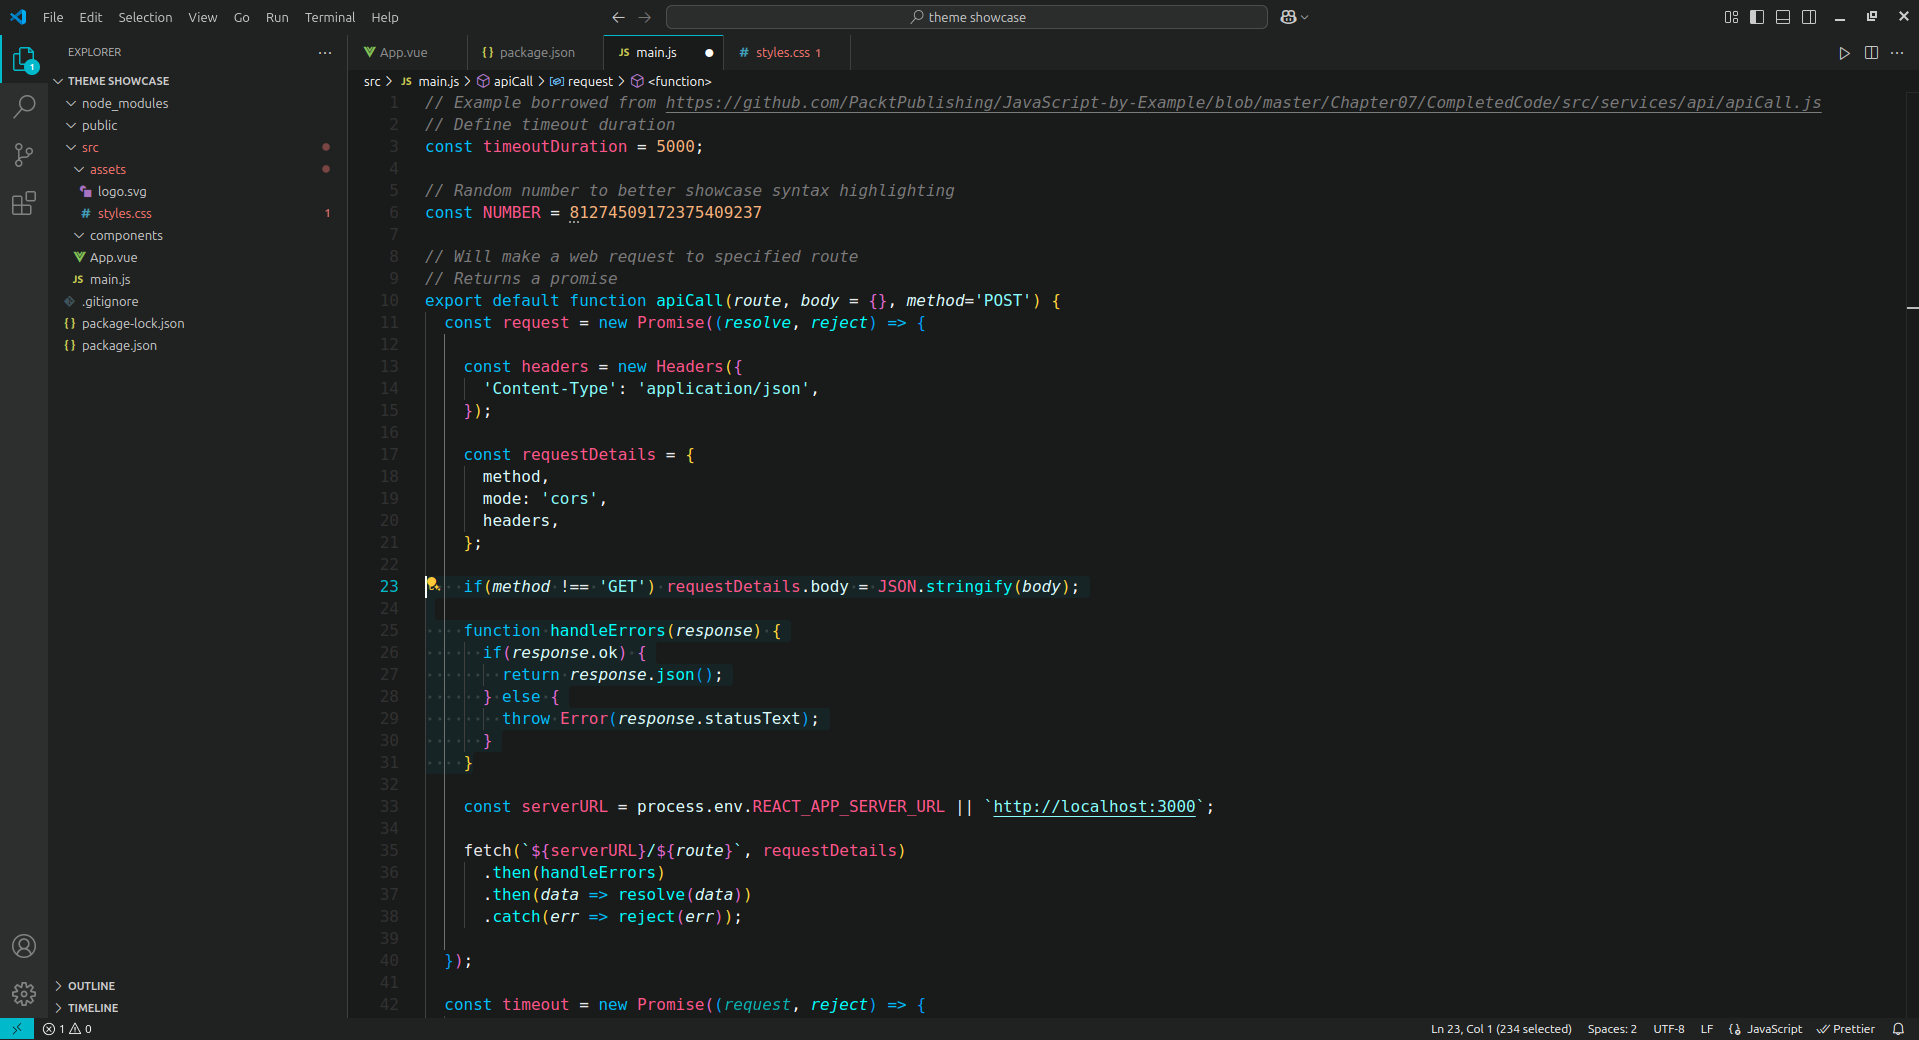 File Edit Selection View Go Run Terminal Help
theme showcase
EXPLORER
THEME SHOWCASE
node_modules
public
src
assets
logo.svg
# styles.css 1
components
App.vue
JS main.js
.gitignore
{} package-lock.json
{} package.json
OUTLINE
TIMELINE
1
App.vue {} package.json JS main.js # styles.css 1
src > JS main.js > apiCall > request > <function>
1 // Example borrowed from https://github.com/PacktPublishing/JavaScript-by-Example/blob/master/Chapter07/CompletedCode/src/services/api/apiCall.js
2 // Define timeout duration
3 const timeoutDuration = 5000;
4
5 // Random number to better showcase syntax highlighting
6 const NUMBER = 81274509172375409237
7
8 // Will make a web request to specified route
9 // Returns a promise
10 export default function apiCall(route, body = {}, method='POST') {
11   const request = new Promise((resolve, reject) => {
12
13     const headers = new Headers({
14       'Content-Type': 'application/json',
15     });
16
17     const requestDetails = {
18       method,
19       mode: 'cors',
20       headers,
21     };
22
23     if(method !== 'GET') requestDetails.body = JSON.stringify(body);
24
25     function handleErrors(response) {
26       if(response.ok) {
27         return response.json();
28       } else {
29         throw Error(response.statusText);
30       }
31     }
32
33     const serverURL = process.env.REACT_APP_SERVER_URL || `http://localhost:3000`;
34
35     fetch(`${serverURL}/${route}`, requestDetails)
36       .then(handleErrors)
37       .then(data => resolve(data))
38       .catch(err => reject(err));
39
40   });
41
42   const timeout = new Promise((request, reject) => {
1 0 Ln 23, Col 1 (234 selected) Spaces: 2 UTF-8 LF {} JavaScript Prettier